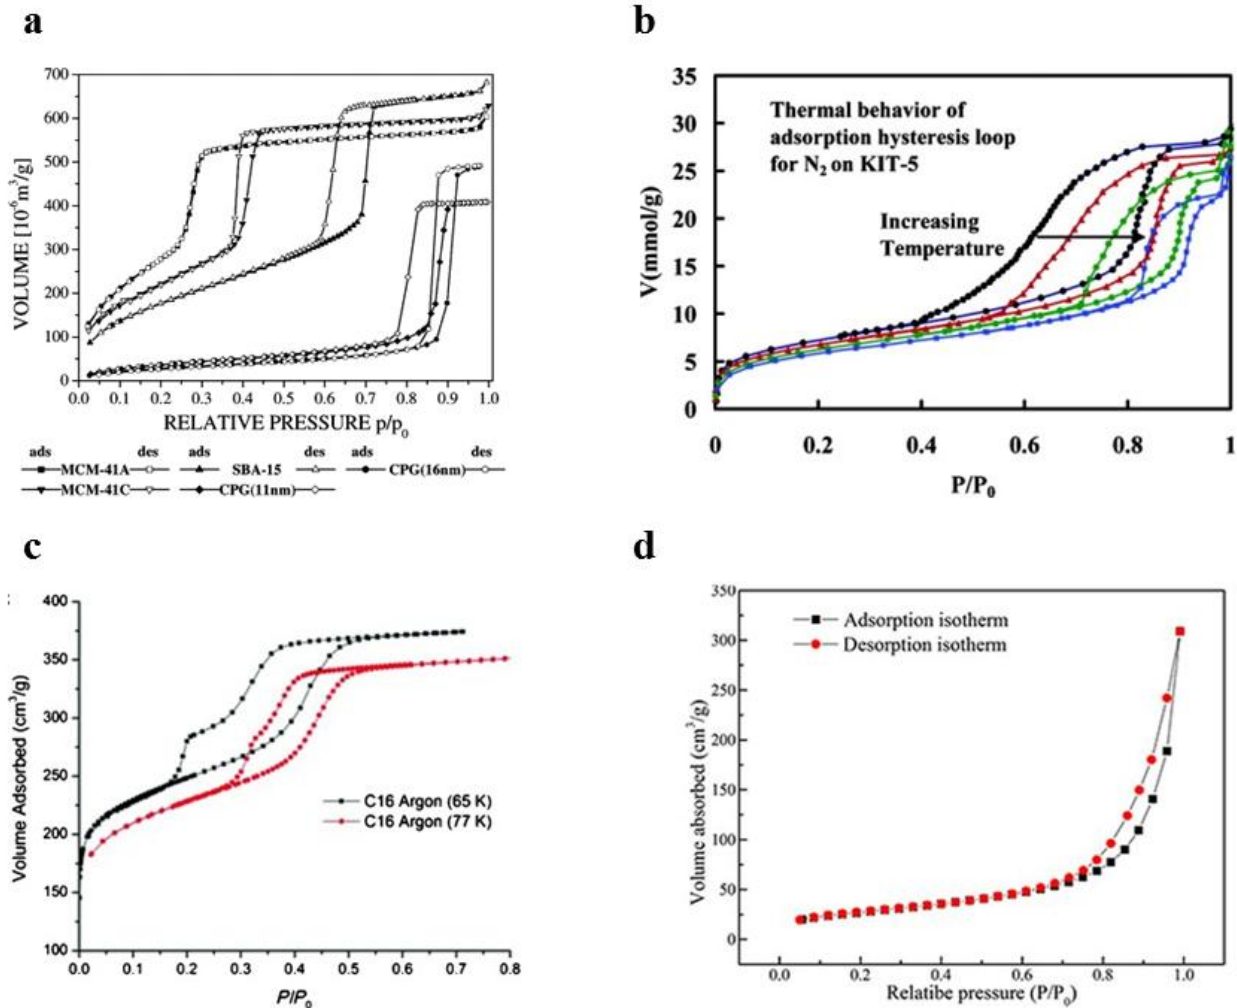 a
700
600
500
400
300
200
100
0
VOLUME [10⁻⁶m³/g]
0.0 0.1 0.2 0.3 0.4 0.5 0.6 0.7 0.8 0.9 1.0
RELATIVE PRESSURE p/p₀
ads des ads des ads des
MCM-41A SBA-15 CPG(16nm)
MCM-41C CPG(11nm)
b
35
30
25
20
15
10
5
0
V(mmol/g)
Thermal behavior of
adsorption hysteresis loop
for N₂ on KIT-5
Increasing
Temperature
0 0.2 0.4 0.6 0.8 1
P/P₀
c
400
350
300
250
200
150
100
Volume Adsorbed (cm³/g)
C16 Argon (65 K)
C16 Argon (77 K)
0.0 0.1 0.2 0.3 0.4 0.5 0.6 0.7 0.8
P/P₀
d
350
300
250
200
150
100
50
0
Volume absorbed (cm³/g)
Adsorption isotherm
Desorption isotherm
0.0 0.2 0.4 0.6 0.8 1.0
Relatibe pressure (P/P₀)